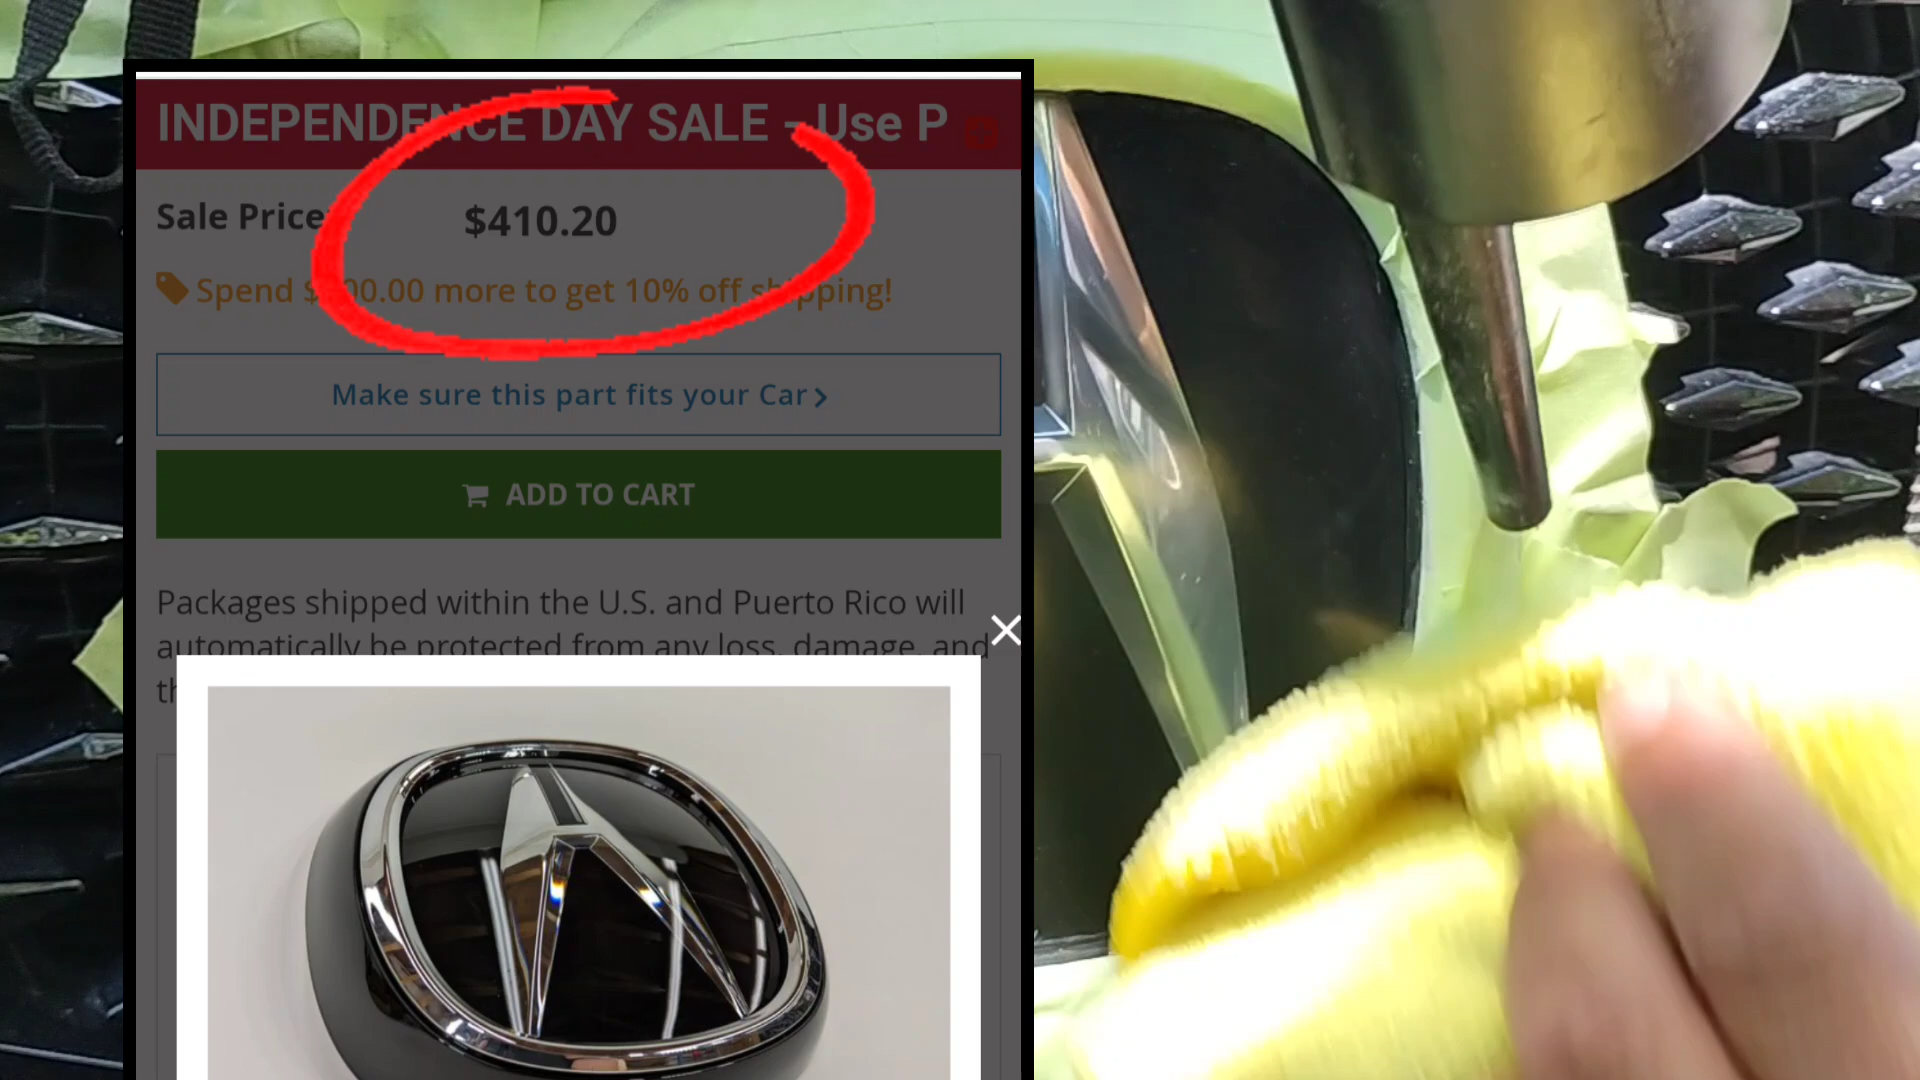 INDEPENDENCE DAY SALE - Use P
Sale Price: $410.20
Spend $ 00.00 more to get 10% off shipping!
Make sure this part fits your Car
ADD TO CART
Packages shipped within the U.S. and Puerto Rico will
automatically be protected from any loss, damage, and